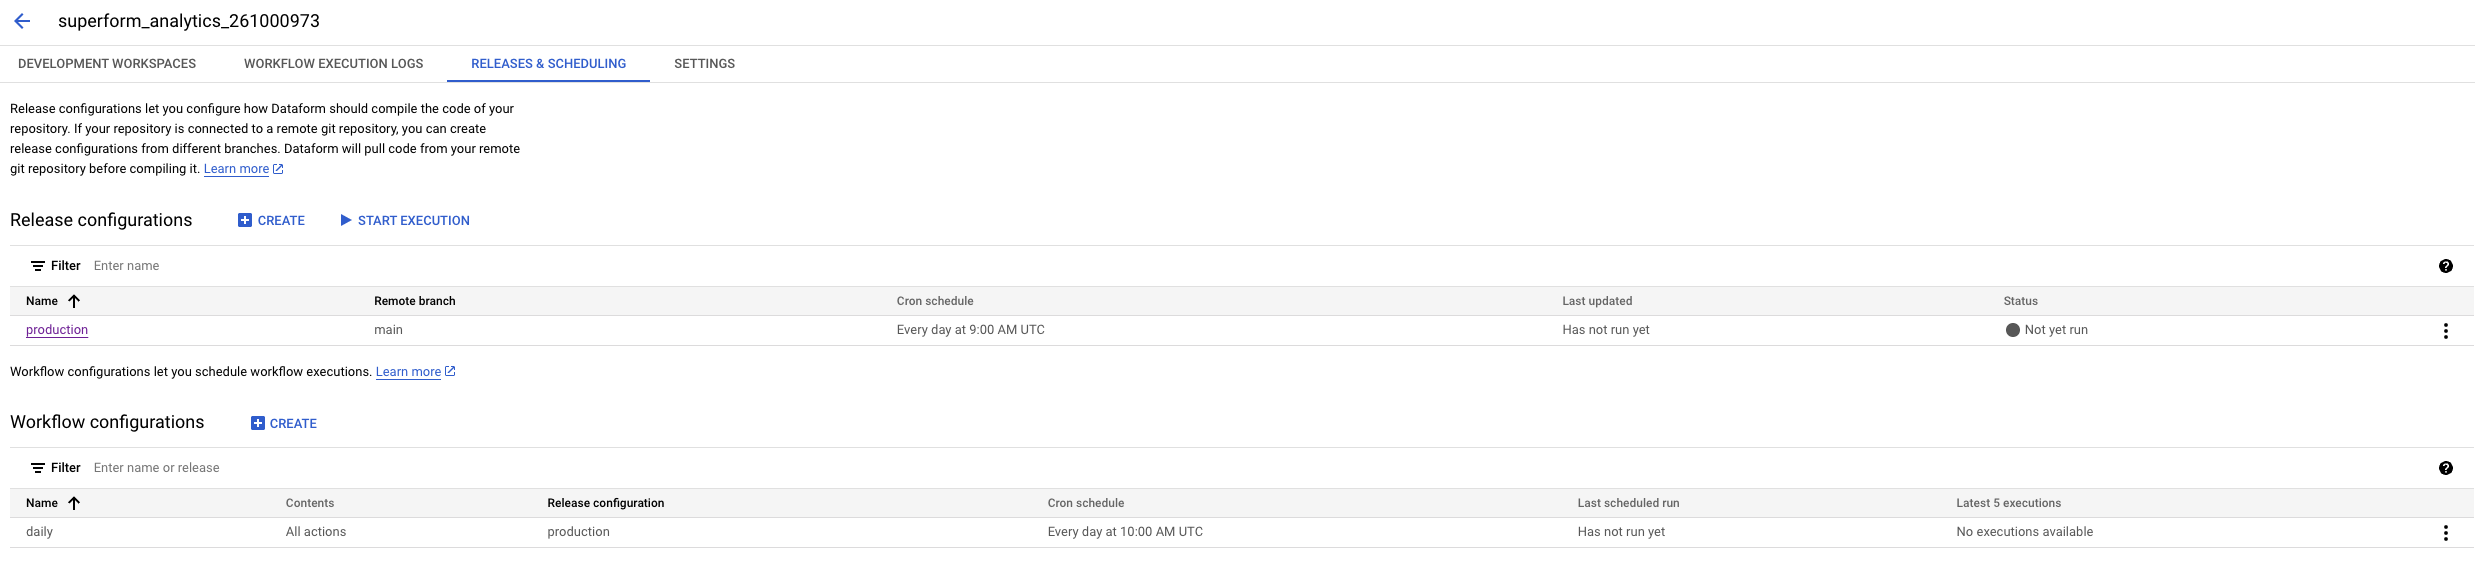 superform_analytics_261000973
DEVELOPMENT WORKSPACES WORKFLOW EXECUTION LOGS RELEASES & SCHEDULING SETTINGS
Release configurations let you configure how Dataform should compile the code of your
repository. If your repository is connected to a remote git repository, you can create
release configurations from different branches. Dataform will pull code from your remote
git repository before compiling it. Learn more
Release configurations CREATE START EXECUTION
Filter Enter name
Name Remote branch Cron schedule Last updated Status
production main Every day at 9:00 AM UTC Has not run yet Not yet run
Workflow configurations let you schedule workflow executions. Learn more
Workflow configurations CREATE
Filter Enter name or release
Name Contents Release configuration Cron schedule Last scheduled run Latest 5 executions
daily All actions production Every day at 10:00 AM UTC Has not run yet No executions available